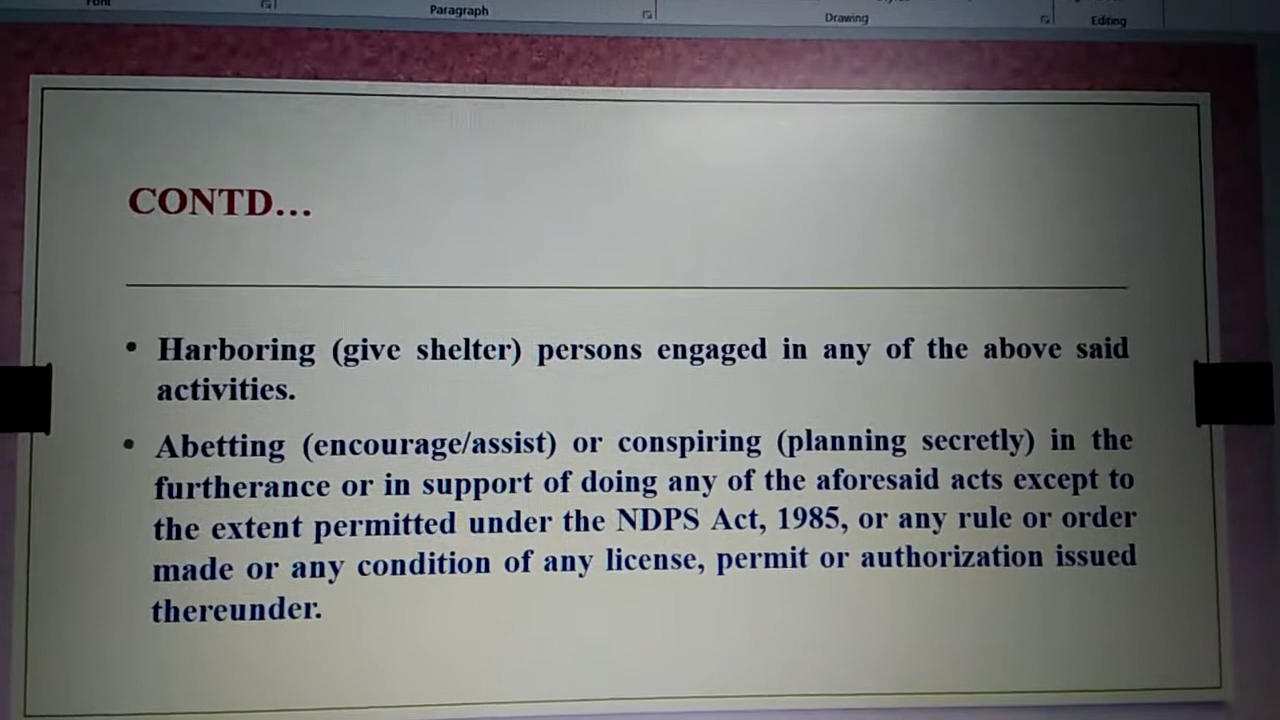 Font
Paragraph
Drawing
Editing
CONTD...
• Harboring (give shelter) persons engaged in any of the above said
activities.
• Abetting (encourage/assist) or conspiring (planning secretly) in the
furtherance or in support of doing any of the aforesaid acts except to
the extent permitted under the NDPS Act, 1985, or any rule or order
made or any condition of any license, permit or authorization issued
thereunder.